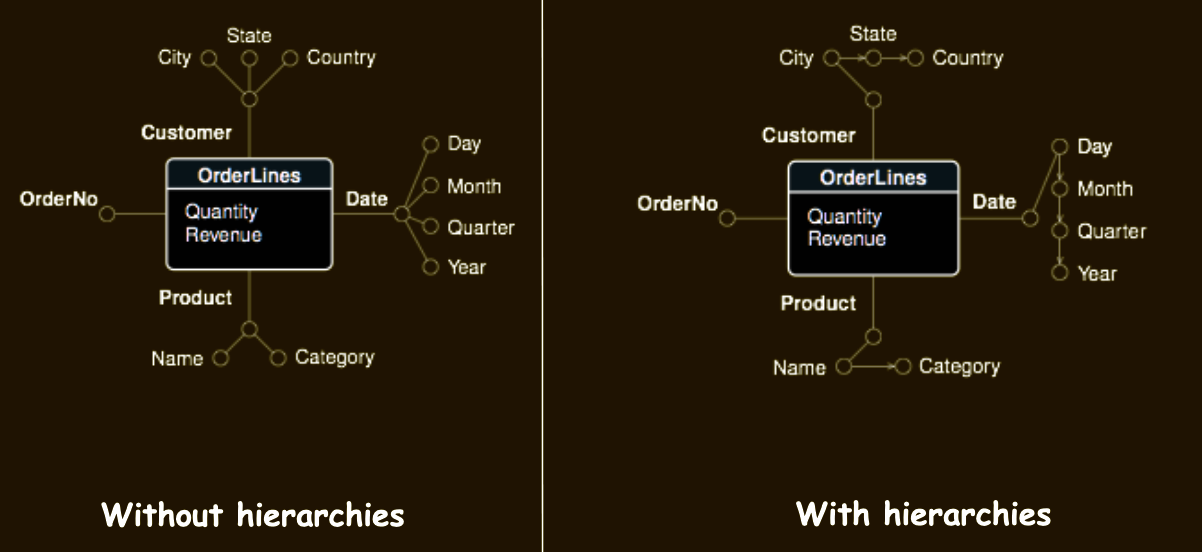 State
City
Country
Customer
OrderLines
Quantity
Revenue
OrderNo
Date
Day
Month
Quarter
Year
Product
Name
Category
Without hierarchies
State
City
Country
Customer
OrderLines
Quantity
Revenue
OrderNo
Date
Day
Month
Quarter
Year
Product
Name
Category
With hierarchies